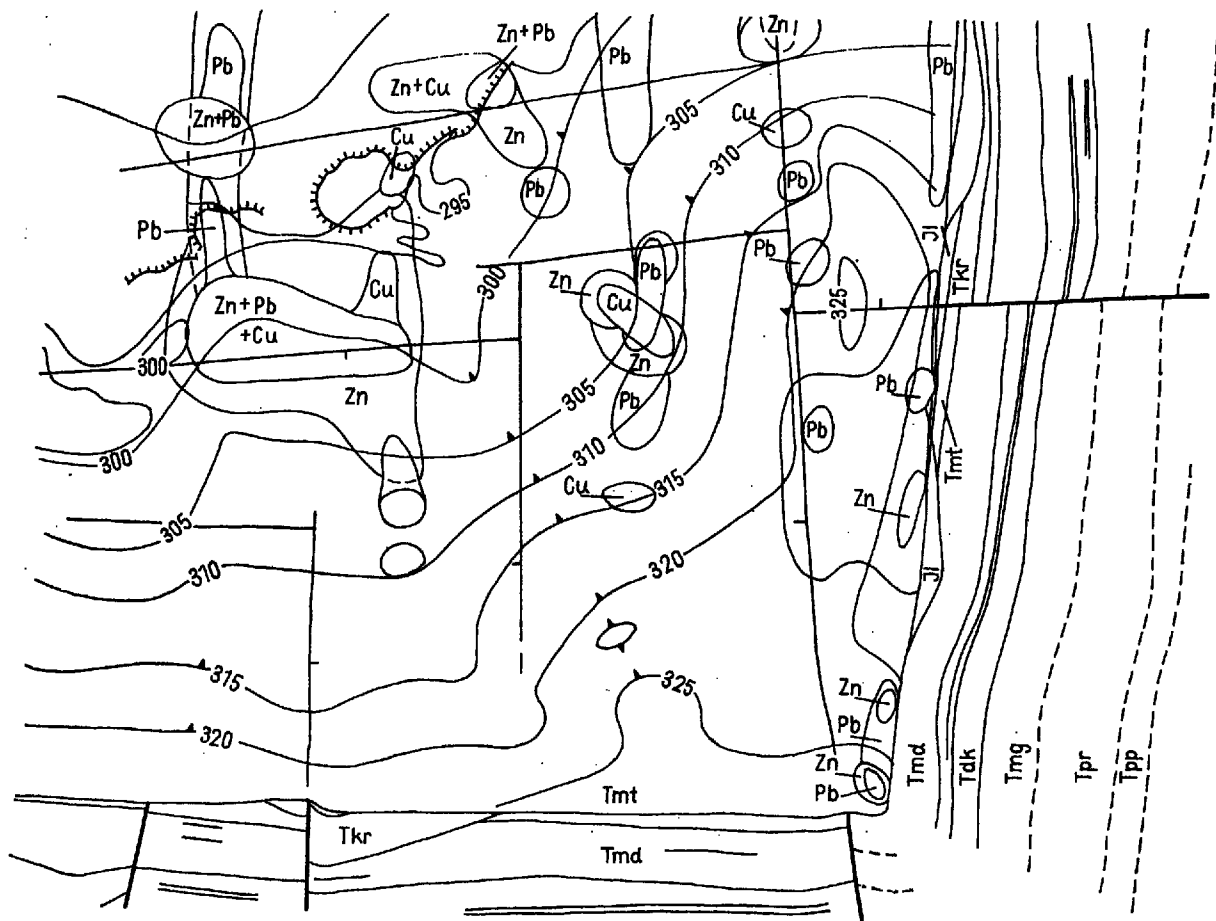 Zn
Zn+Pb
Pb
Pb
Pb
Zn+Cu
305
Cu
Zn+Pb
Cu
Zn
310
Pb
Pb
295
Pb
Jl
Pb
Tkr
Pb
Zn
300
Cu
Cu
325
Zn+Pb
+Cu
Zn
300
Zn
Pb
305
Pb
Pb
Tmt
300
310
Cu
315
Zn
305
310
320
Jl
315
325
Zn
320
Pb
Zn
Pb
Tmd
Tdk
Tmg
Tpr
Tpp
Tmt
Tkr
Tmd